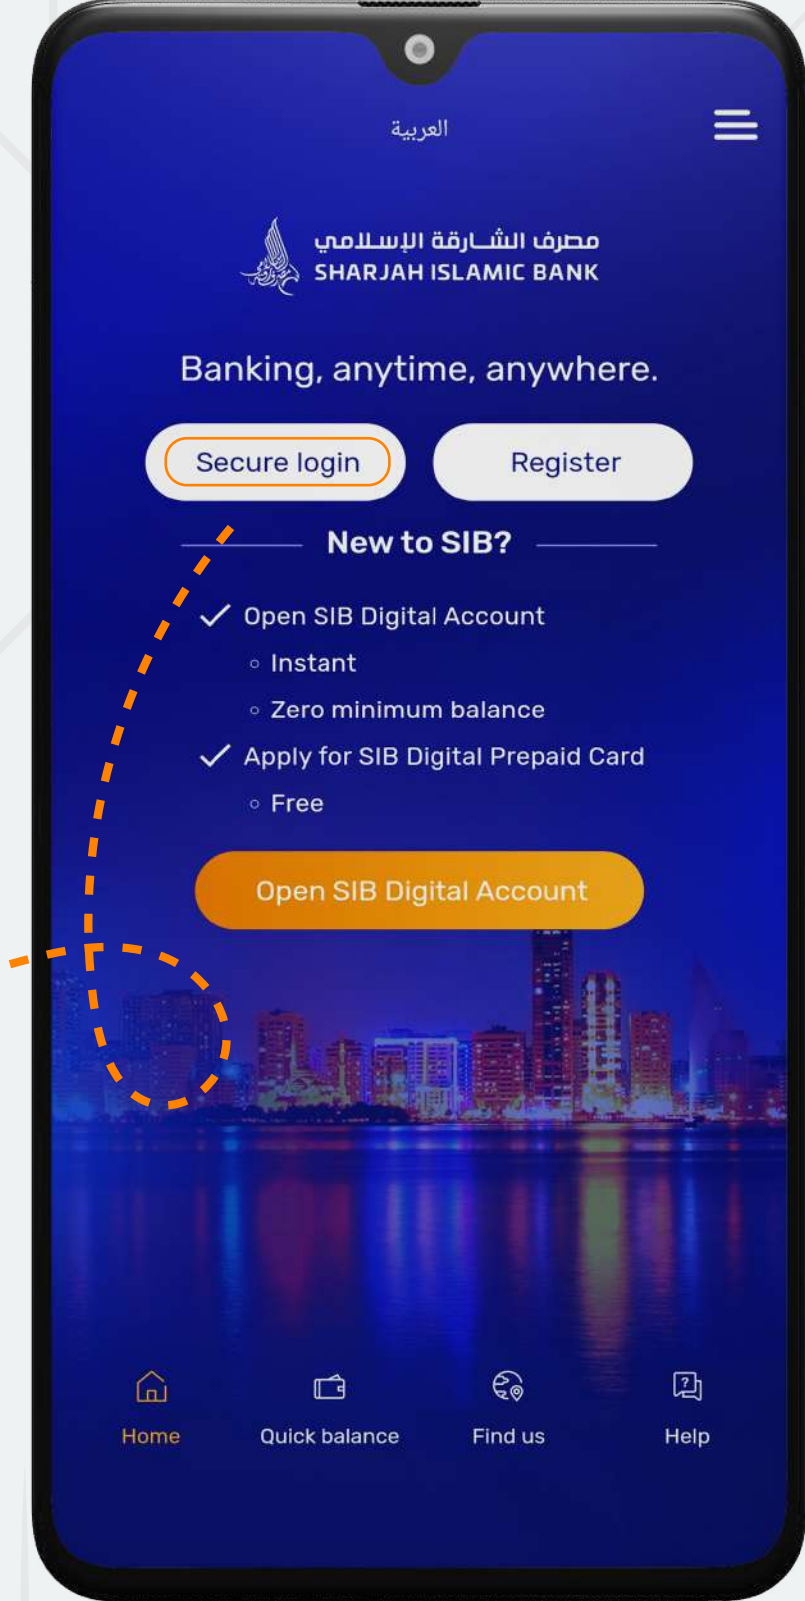 العربية
مصرف الشــارقة الإسـلامي
SHARJAH ISLAMIC BANK
Banking, anytime, anywhere.
Secure login
Register
New to SIB?
Open SIB Digital Account
Instant
Zero minimum balance
Apply for SIB Digital Prepaid Card
Free
Open SIB Digital Account
Home
Quick balance
Find us
Help